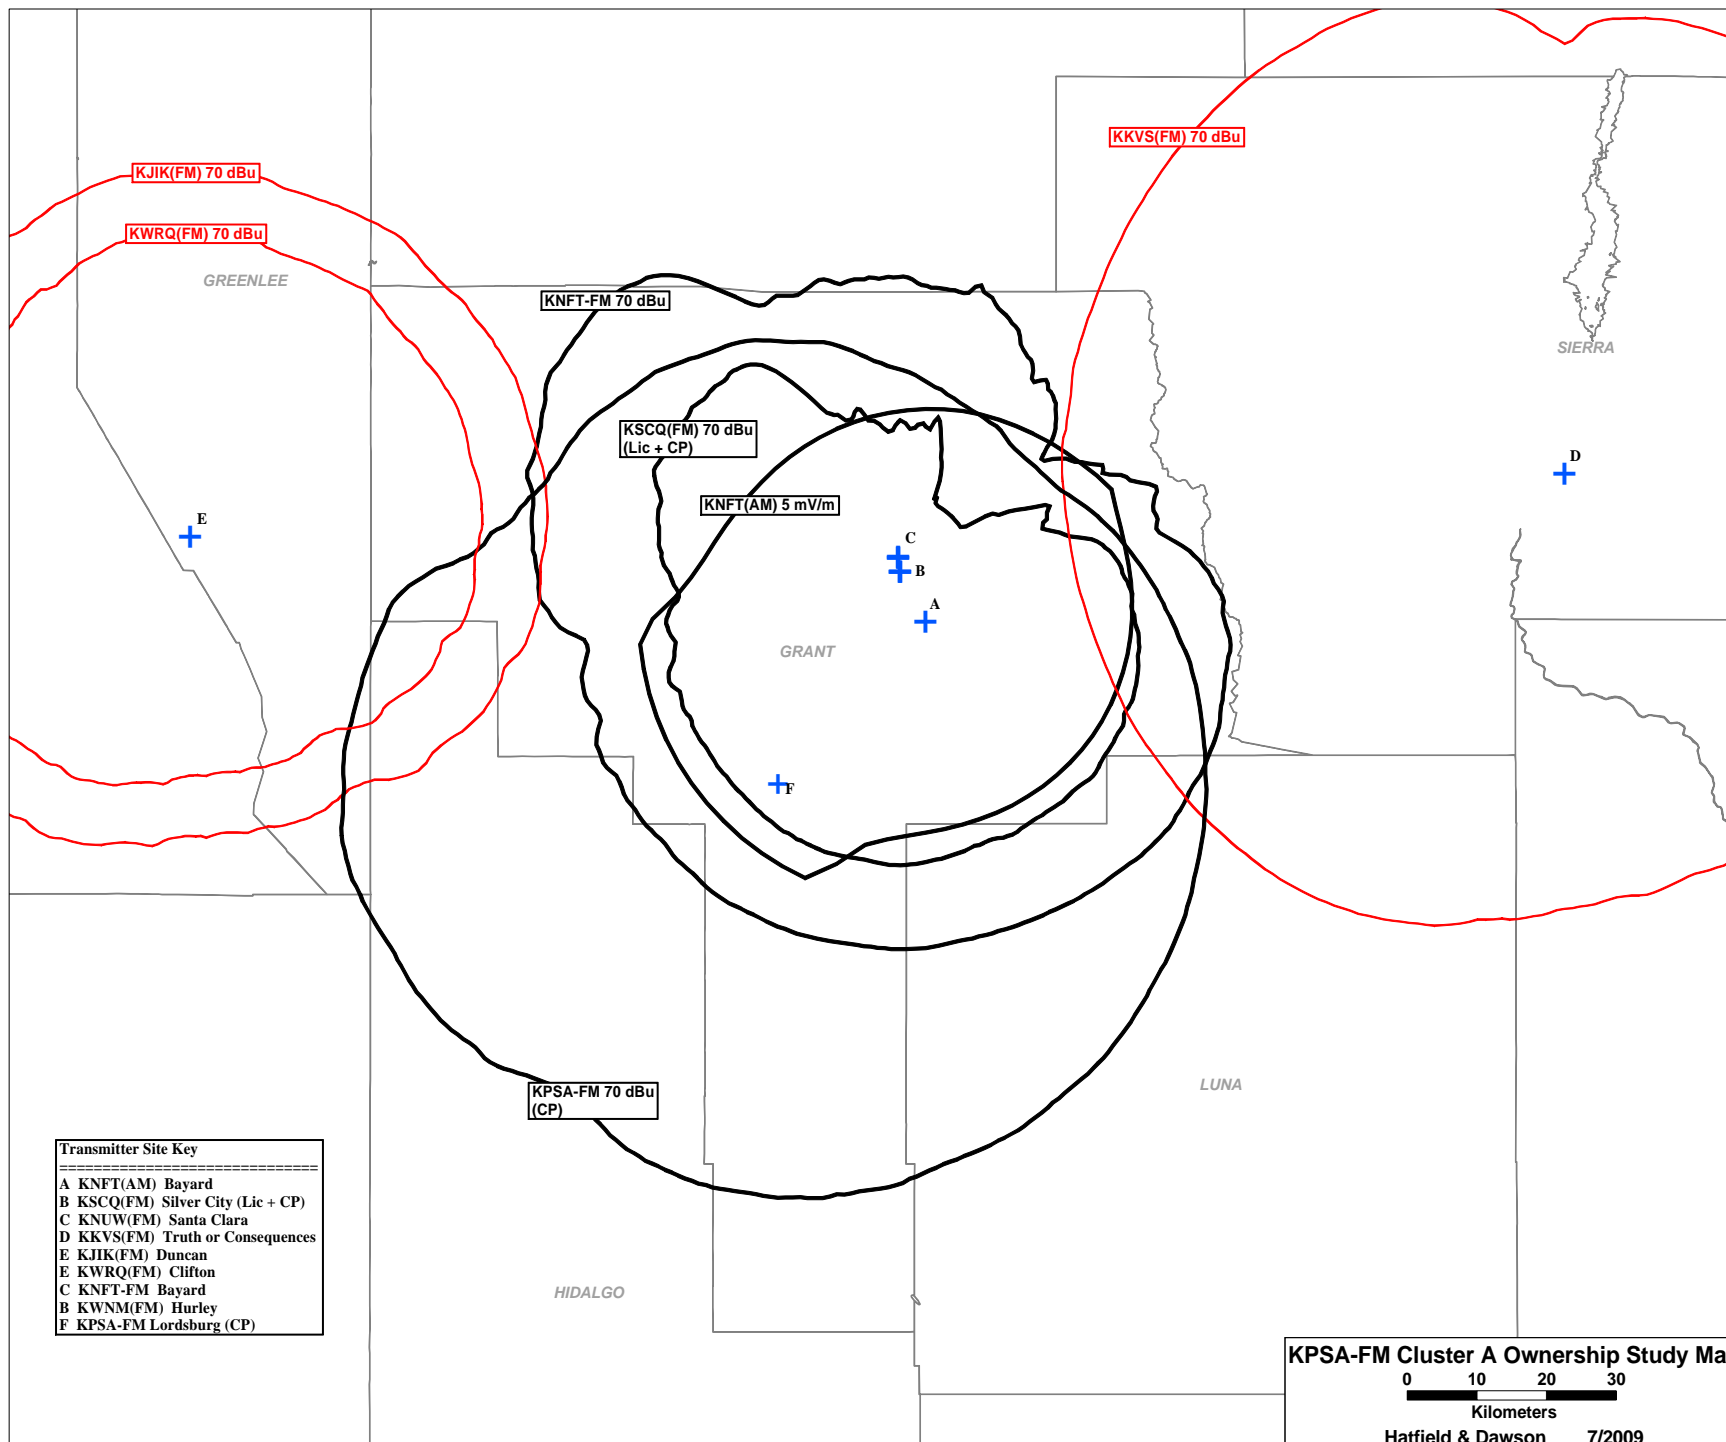 KKVS(FM) 70 dBu
KJIK(FM) 70 dBu
KWRQ(FM) 70 dBu
GREENLEE
KNFT-FM 70 dBu
SIERRA
KSCQ(FM) 70 dBu
(Lic + CP)
D
KNFT(AM) 5 mV/m
E
C
B
A
GRANT
F
KPSA-FM 70 dBu
(CP)
LUNA
HIDALGO
Transmitter Site Key
==============================
A KNFT(AM) Bayard
B KSCQ(FM) Silver City (Lic + CP)
C KNUW(FM) Santa Clara
D KKVS(FM) Truth or Consequences
E KJIK(FM) Duncan
E KWRQ(FM) Clifton
C KNFT-FM Bayard
B KWNM(FM) Hurley
F KPSA-FM Lordsburg (CP)
KPSA-FM Cluster A Ownership Study Ma
0 10 20 30
Kilometers
Hatfield & Dawson 7/2009